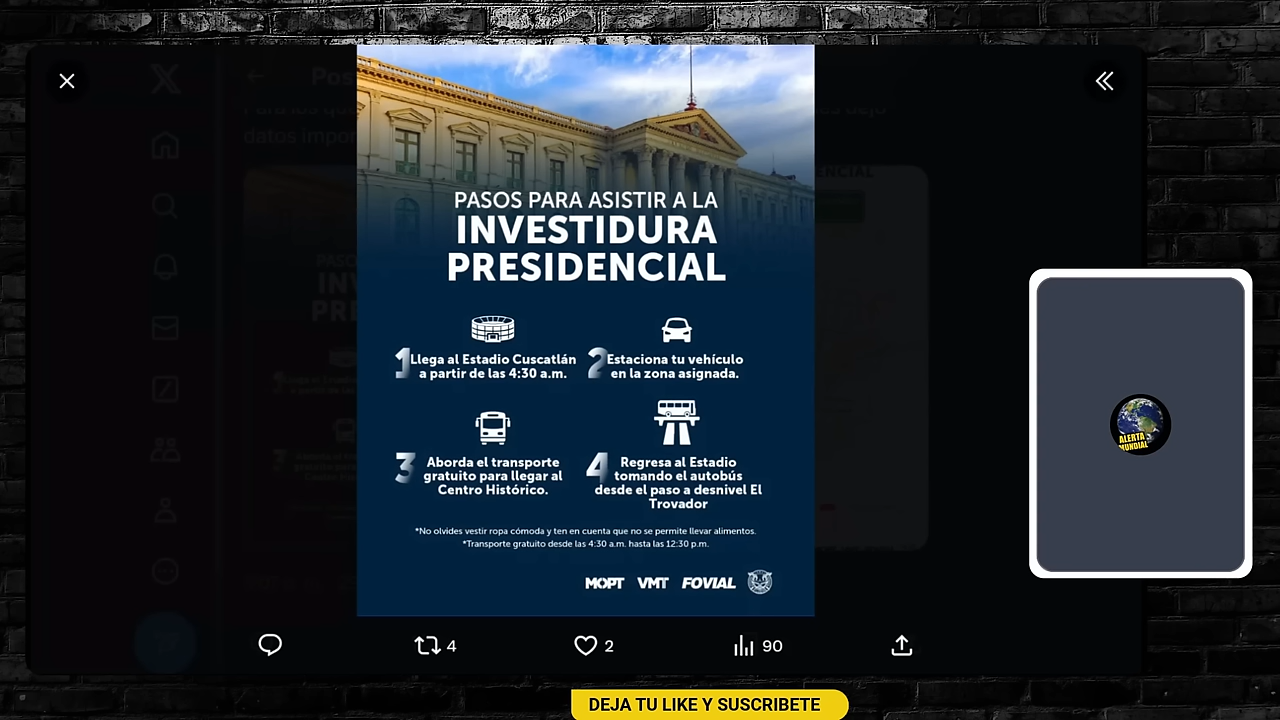 PASOS PARA ASISTIR A LA
INVESTIDURA
PRESIDENCIAL
1 Llega al Estadio Cuscatlán
a partir de las 4:30 a.m.
2 Estaciona tu vehículo
en la zona asignada.
3 Aborda el transporte
gratuito para llegar al
Centro Histórico.
4 Regresa al Estadio
tomando el autobús
desde el paso a desnivel El
Trovador
*No olvides vestir ropa cómoda y ten en cuenta que no se permite llevar alimentos.
*Transporte gratuito desde las 4:30 a.m. hasta las 12:30 p.m.
MOPT VMT FOVIAL
4 2 90
ALERTA
MUNDIAL
DEJA TU LIKE Y SUSCRIBETE